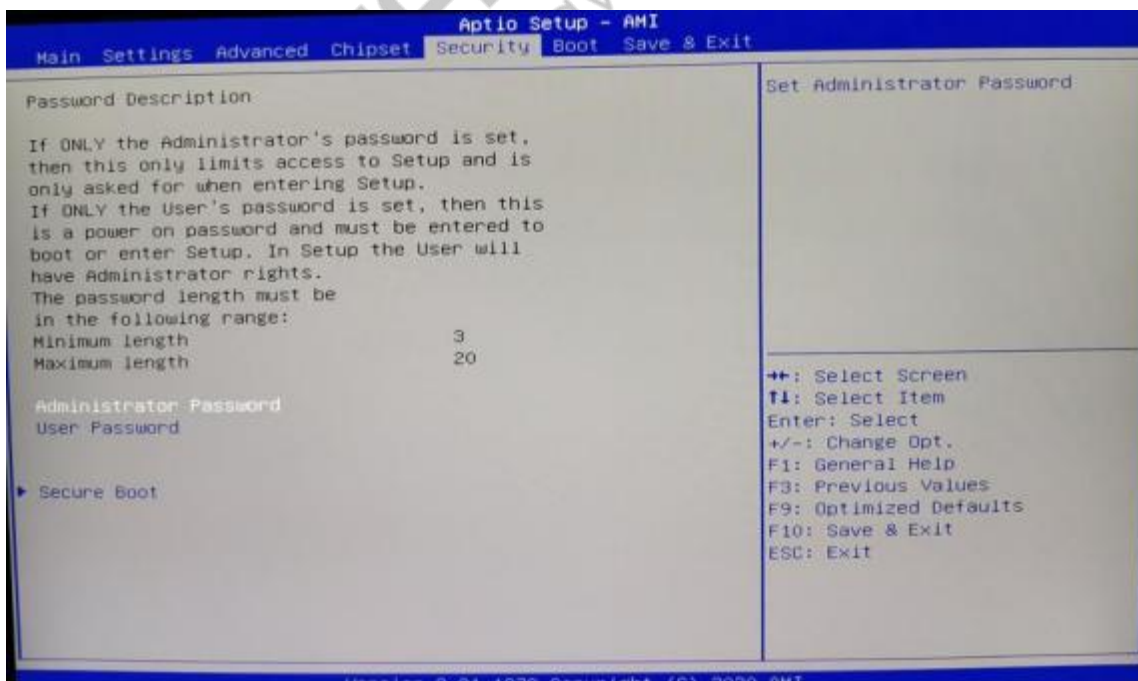 Aptio Setup - AMI
Main Settings Advanced Chipset Security Boot Save & Exit
Password Description
If ONLY the Administrator's password is set,
then this only limits access to Setup and is
only asked for when entering Setup.
If ONLY the User's password is set, then this
is a power on password and must be entered to
boot or enter Setup. In Setup the User will
have Administrator rights.
The password length must be
in the following range:
Minimum length 3
Maximum length 20
Administrator Password
User Password
Secure Boot
Set Administrator Password
→←: Select Screen
↑↓: Select Item
Enter: Select
+/-: Change Opt.
F1: General Help
F3: Previous Values
F9: Optimized Defaults
F10: Save & Exit
ESC: Exit